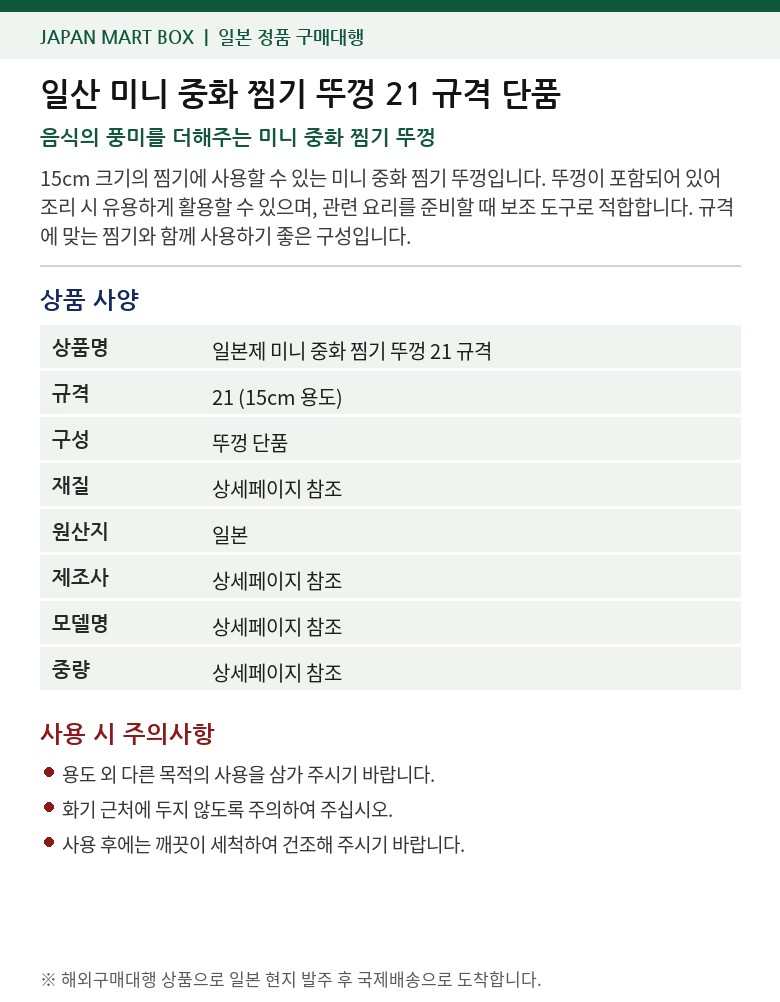 JAPAN MART BOX | 일본 정품 구매대행
일산 미니 중화 찜기 뚜껑 21 규격 단품
음식의 풍미를 더해주는 미니 중화 찜기 뚜껑
15cm 크기의 찜기에 사용할 수 있는 미니 중화 찜기 뚜껑입니다. 뚜껑이 포함되어 있어
조리 시 유용하게 활용할 수 있으며, 관련 요리를 준비할 때 보조 도구로 적합합니다. 규격
에 맞는 찜기와 함께 사용하기 좋은 구성입니다.
상품 사양
상품명 일본제 미니 중화 찜기 뚜껑 21 규격
규격 21 (15cm 용도)
구성 뚜껑 단품
재질 상세페이지 참조
원산지 일본
제조사 상세페이지 참조
모델명 상세페이지 참조
중량 상세페이지 참조
사용 시 주의사항
● 용도 외 다른 목적의 사용을 삼가 주시기 바랍니다.
● 화기 근처에 두지 않도록 주의하여 주십시오.
● 사용 후에는 깨끗이 세척하여 건조해 주시기 바랍니다.
※ 해외구매대행 상품으로 일본 현지 발주 후 국제배송으로 도착합니다.